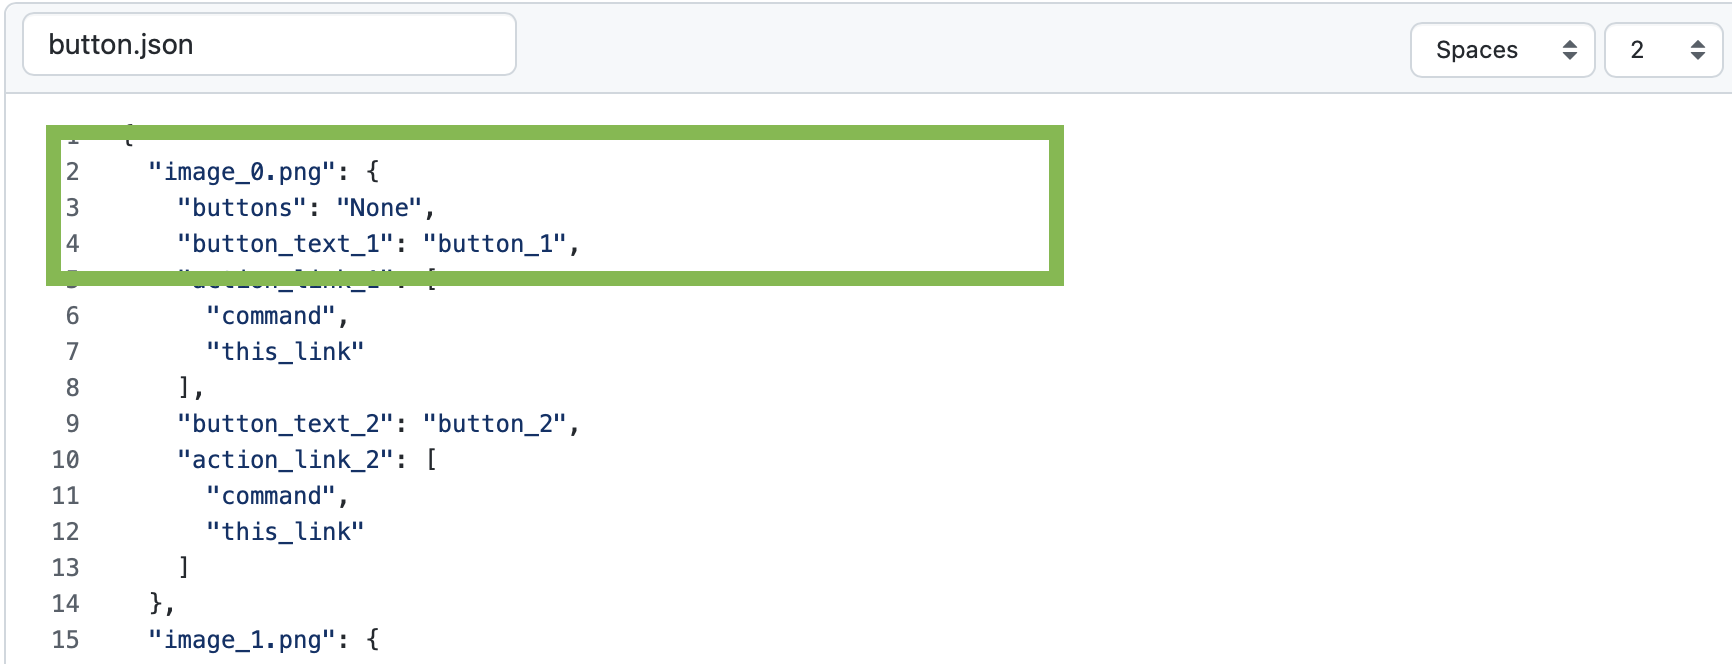 button.json
Spaces
2
1 {
2 "image_0.png": {
3 "buttons": "None",
4 "button_text_1": "button_1",
5 "action_link_1": [
6 "command",
7 "this_link"
8 ],
9 "button_text_2": "button_2",
10 "action_link_2": [
11 "command",
12 "this_link"
13 ]
14 },
15 "image_1.png": {